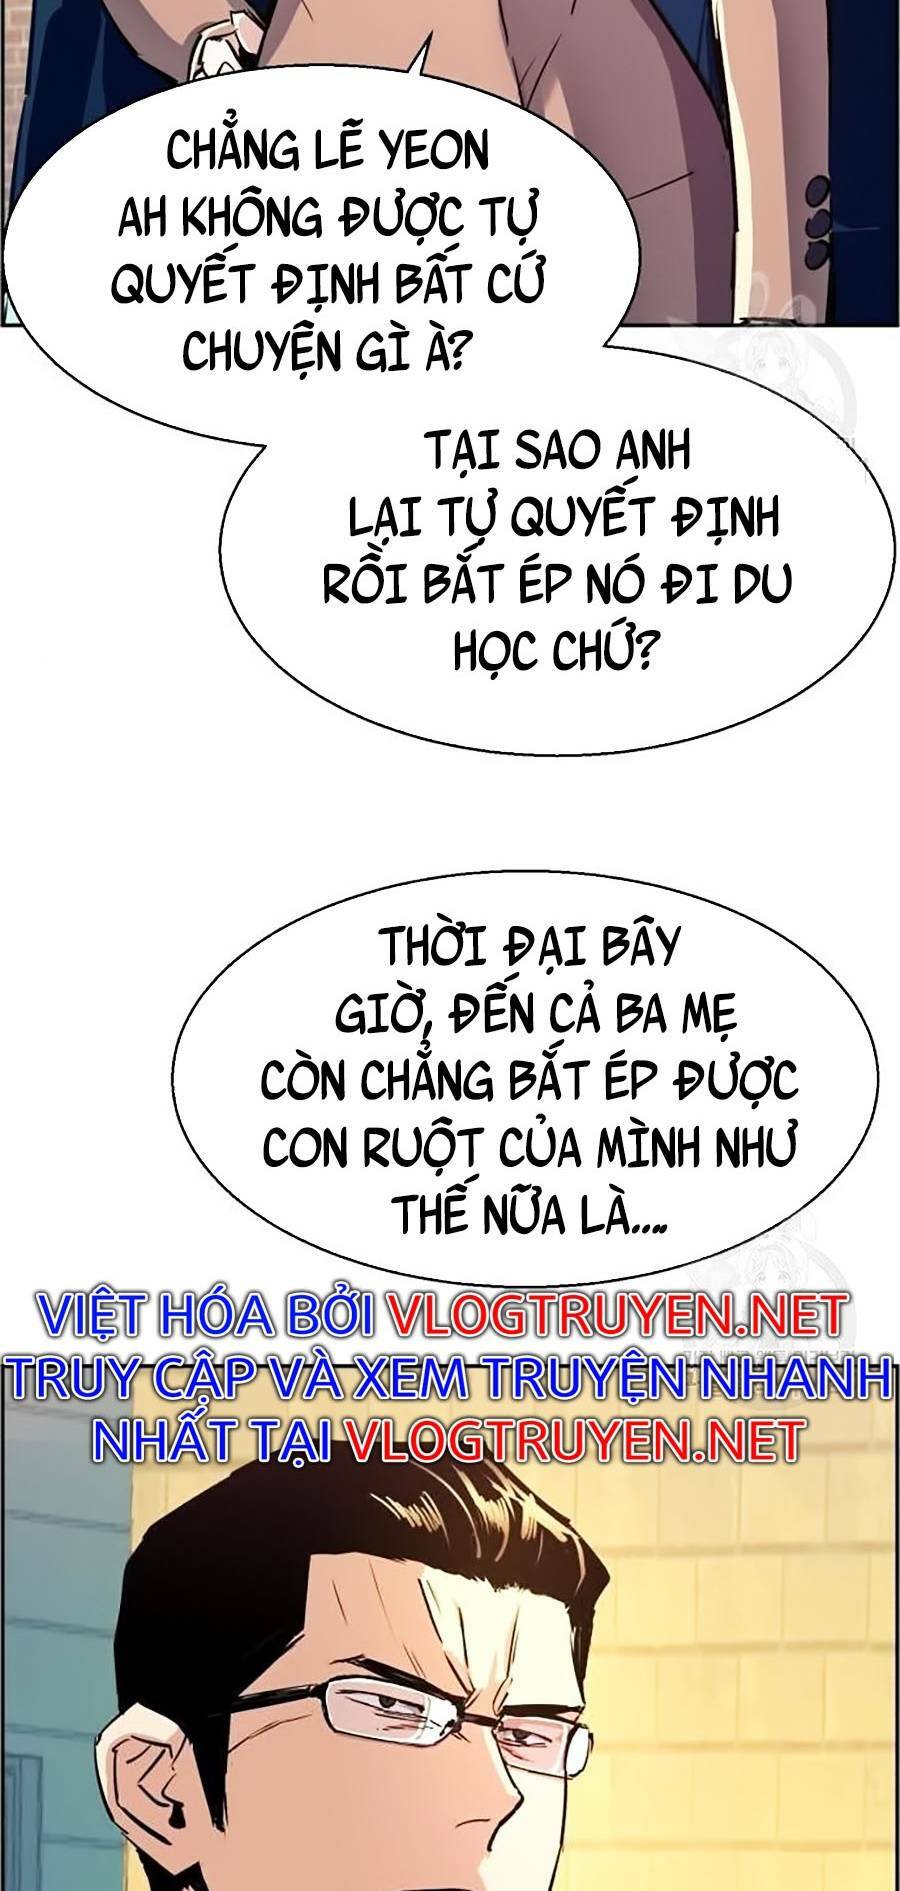 CHẲNG LẼ YEON
AH KHÔNG ĐƯỢC TỰ
QUYẾT ĐỊNH BẤT CỨ
CHUYỆN GÌ À?
TẠI SAO ANH
LẠI TỰ QUYẾT ĐỊNH
RỒI BẮT ÉP NÓ ĐI DU
HỌC CHỨ?
THỜI ĐẠI BÂY
GIỜ, ĐẾN CẢ BA MẸ
CÒN CHẲNG BẮT ÉP ĐƯỢC
CON RUỘT CỦA MÌNH NHƯ
THẾ NỮA LÀ....
VIỆT HÓA BỞI VLOGTRUYEN.NET
TRUY CẬP VÀ XEM TRUYỆN NHANH
NHẤT TẠI VLOGTRUYEN.NET